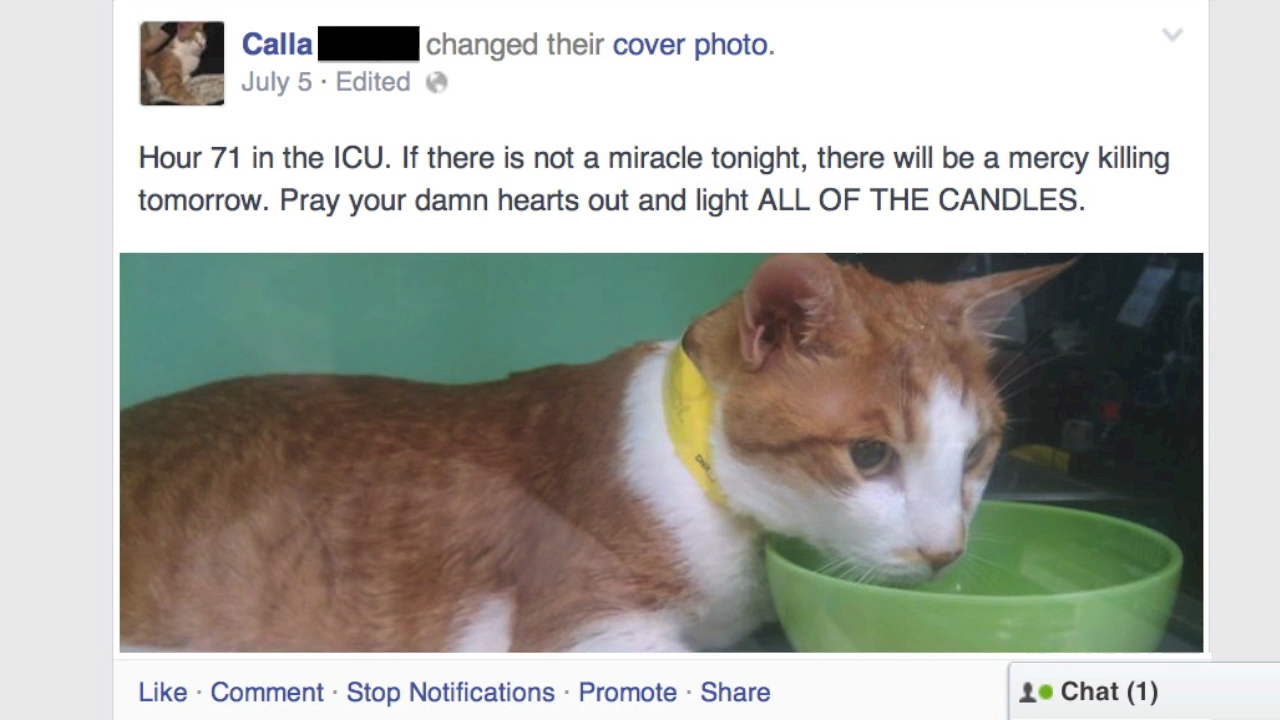 Calla changed their cover photo.
July 5 · Edited
Hour 71 in the ICU. If there is not a miracle tonight, there will be a mercy killing
tomorrow. Pray your damn hearts out and light ALL OF THE CANDLES.
Like · Comment · Stop Notifications · Promote · Share
Chat (1)